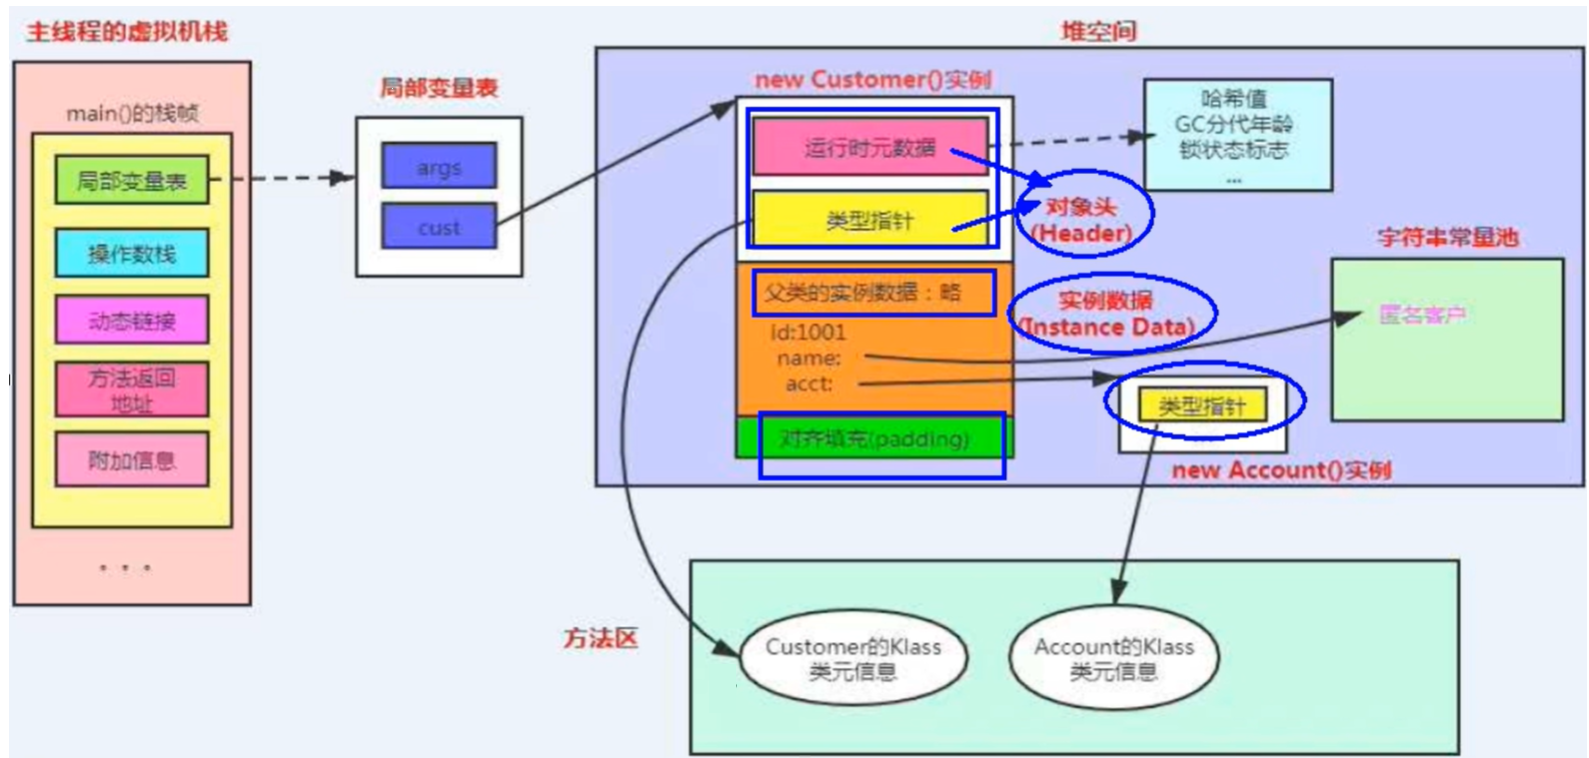 主线程的虚拟机栈
main()的栈帧
局部变量表
操作数栈
动态链接
方法返回
地址
附加信息
. . .
局部变量表
args
cust
堆空间
new Customer()实例
运行时元数据
类型指针
对象头
(Header)
哈希值
GC分代年龄
锁状态标志
...
父类的实例数据：略
id:1001
name:
acct:
实例数据
(Instance Data)
对齐填充(padding)
字符串常量池
匿名客户
类型指针
new Account()实例
方法区
Customer的Klass
类元信息
Account的Klass
类元信息